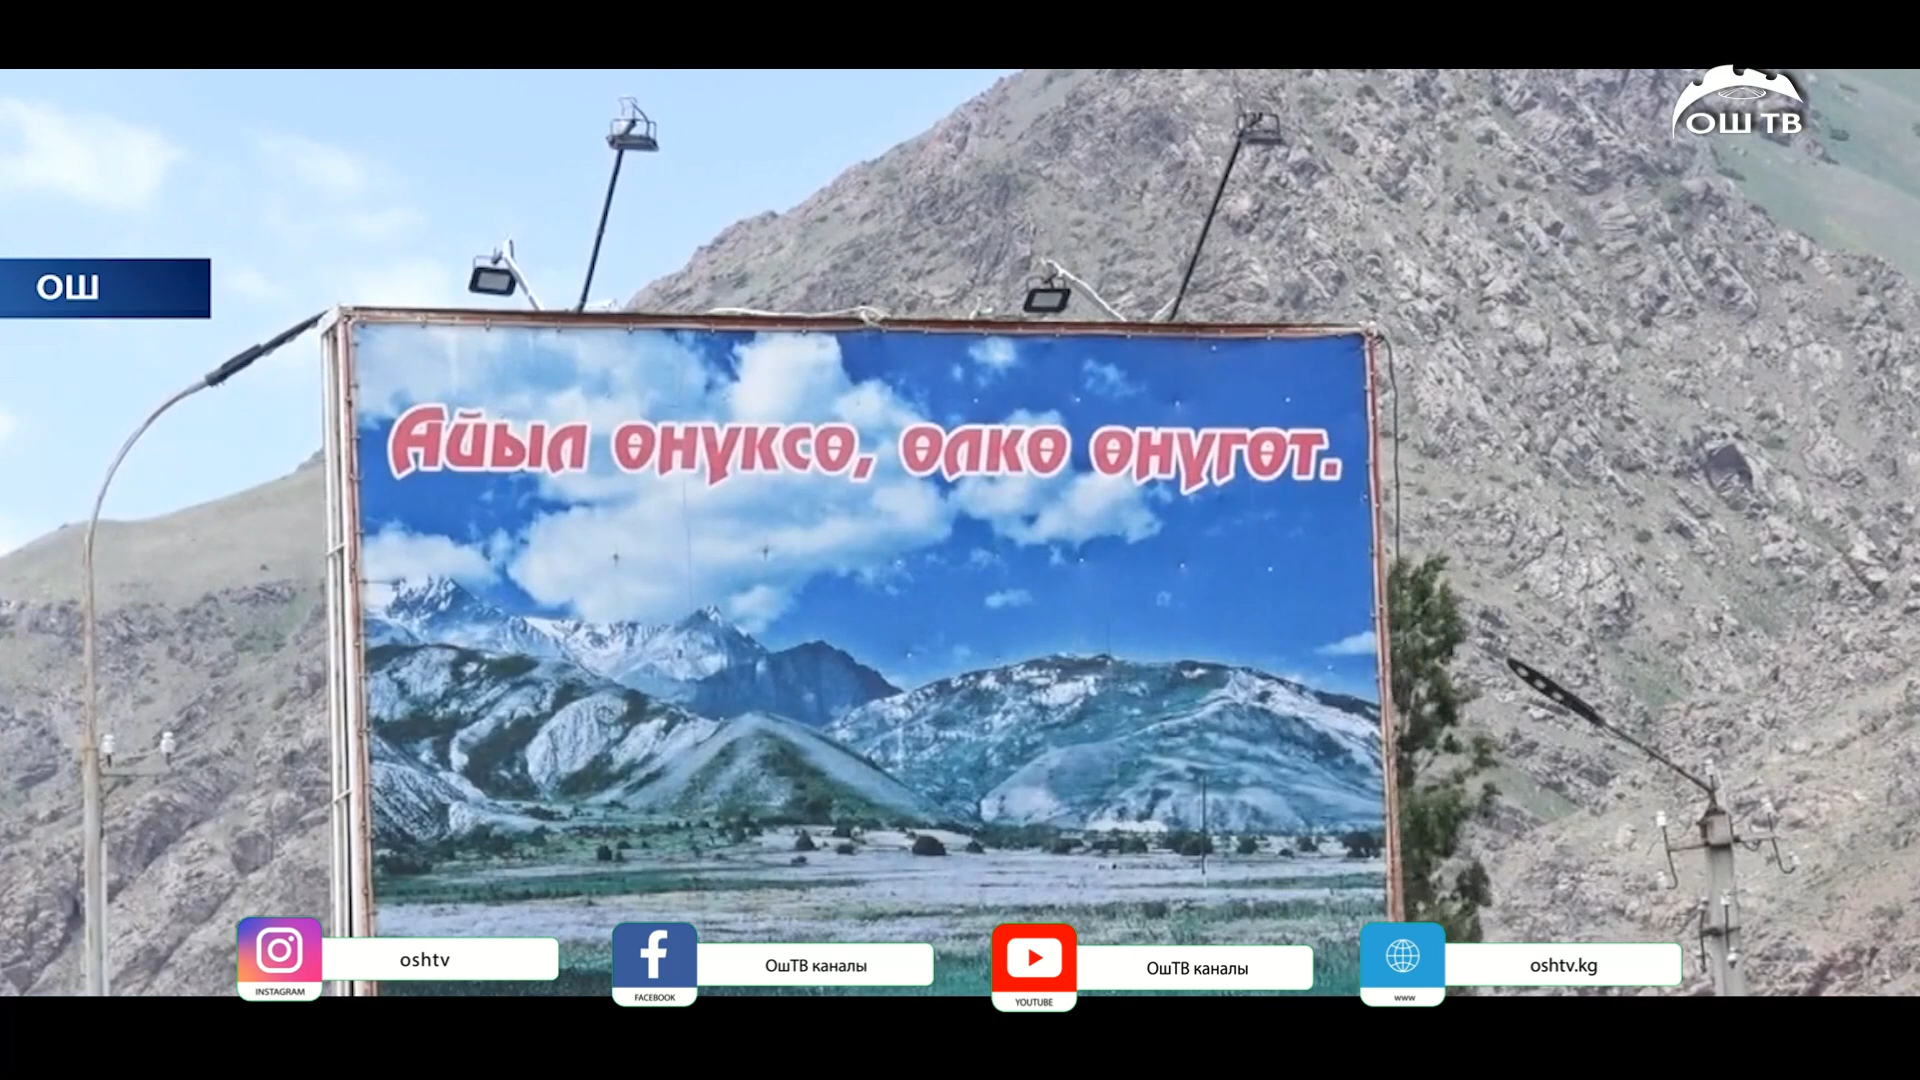 ОШ ТВ
ОШ
Айыл өнүксө, өлкө өнүгөт.
oshtv
INSTAGRAM
ОшТВ каналы
FACEBOOK
ОшТВ каналы
YOUTUBE
oshtv.kg
www